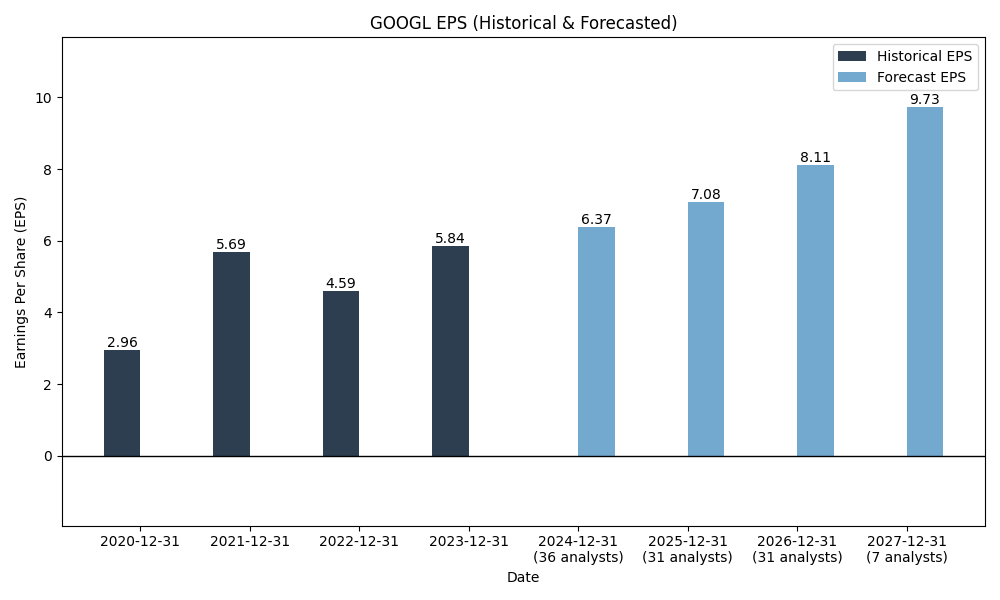 GOOGL EPS (Historical & Forecasted)
Historical EPS
Forecast EPS
Earnings Per Share (EPS)
10
8
6
4
2
0
2.96
5.69
4.59
5.84
6.37
7.08
8.11
9.73
2020-12-31
2021-12-31
2022-12-31
2023-12-31
2024-12-31
(36 analysts)
2025-12-31
(31 analysts)
2026-12-31
(31 analysts)
2027-12-31
(7 analysts)
Date